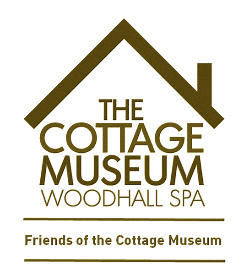 THE
COTTAGE
MUSEUM
WOODHALL SPA
Friends of the Cottage Museum